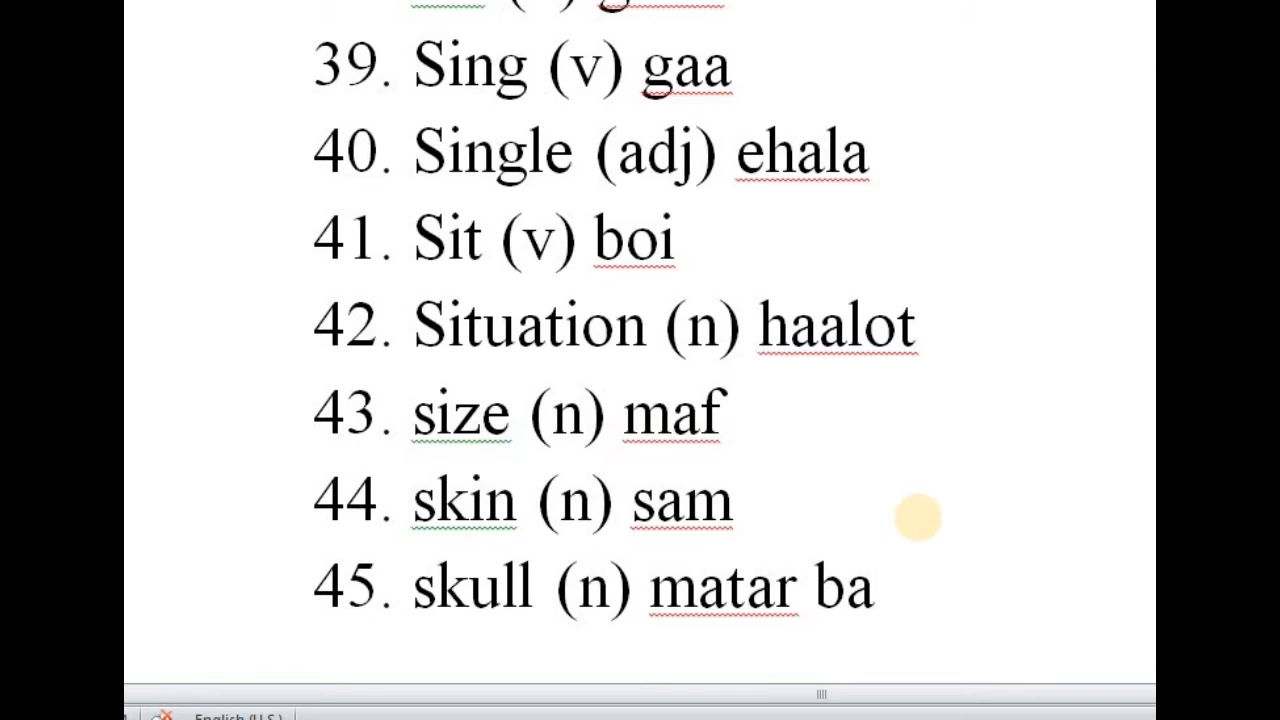 39. Sing (v) gaa
40. Single (adj) ehala
41. Sit (v) boi
42. Situation (n) haalot
43. size (n) maf
44. skin (n) sam
45. skull (n) matar ba
English (U.S.)